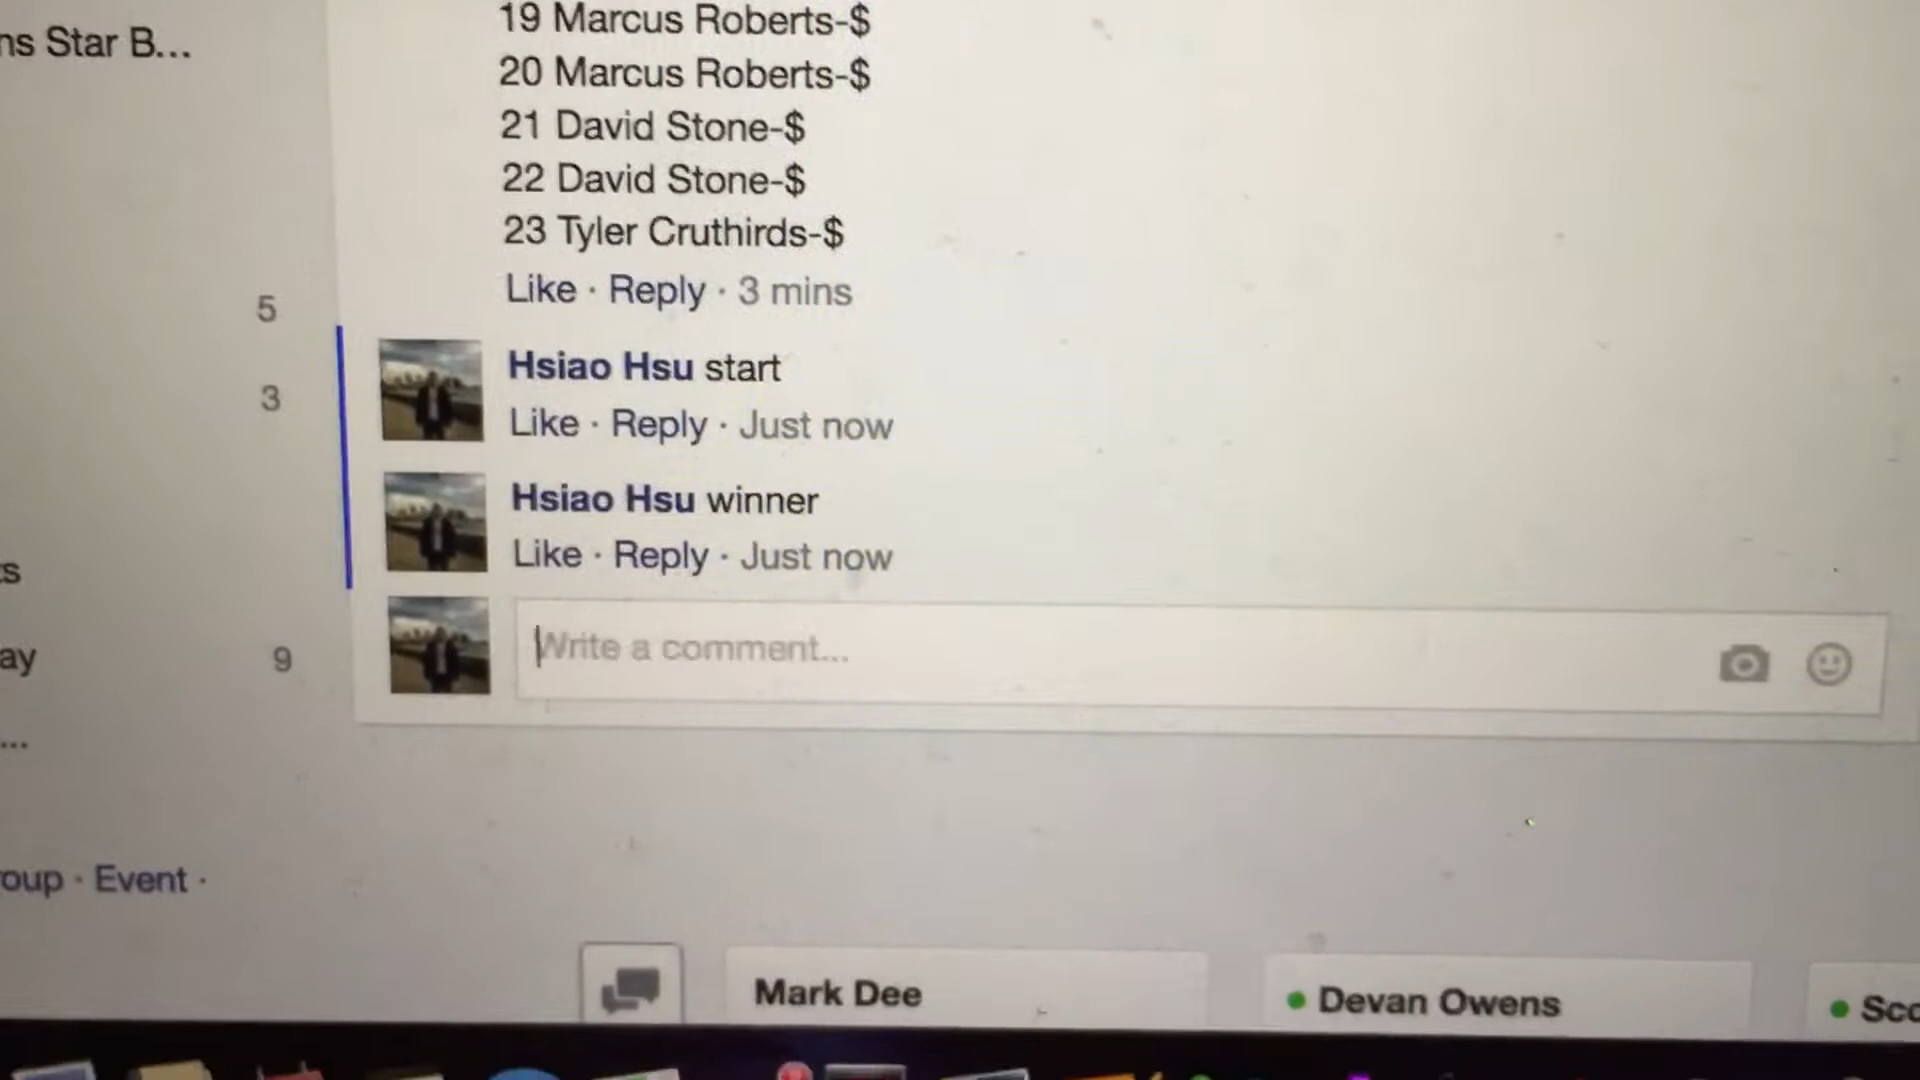 ns Star B...
19 Marcus Roberts-$
20 Marcus Roberts-$
21 David Stone-$
22 David Stone-$
23 Tyler Cruthirds-$
Like · Reply · 3 mins
5
3
Hsiao Hsu start
Like · Reply · Just now
Hsiao Hsu winner
Like · Reply · Just now
s
ay
9
...
Write a comment...
oup · Event ·
Mark Dee
Devan Owens
Sco